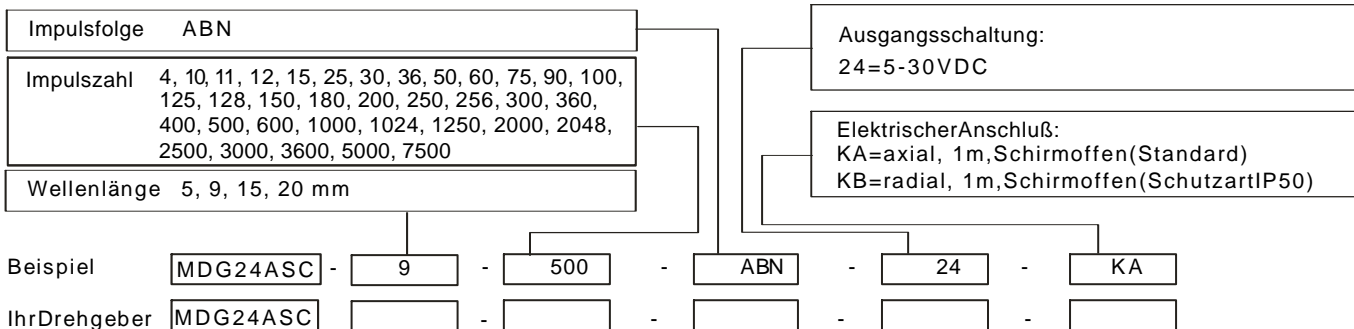 Impulsfolge ABN
Impulszahl 4, 10, 11, 12, 15, 25, 30, 36, 50, 60, 75, 90, 100,
125, 128, 150, 180, 200, 250, 256, 300, 360,
400, 500, 600, 1000, 1024, 1250, 2000, 2048,
2500, 3000, 3600, 5000, 7500
Wellenlänge 5, 9, 15, 20 mm
Ausgangsschaltung:
24=5-30VDC
ElektrischerAnschluß:
KA=axial, 1m,Schirmoffen(Standard)
KB=radial, 1m,Schirmoffen(SchutzartIP50)
Beispiel MDG24ASC - 9 - 500 - ABN - 24 - KA
IhrDrehgeber MDG24ASC - - - -